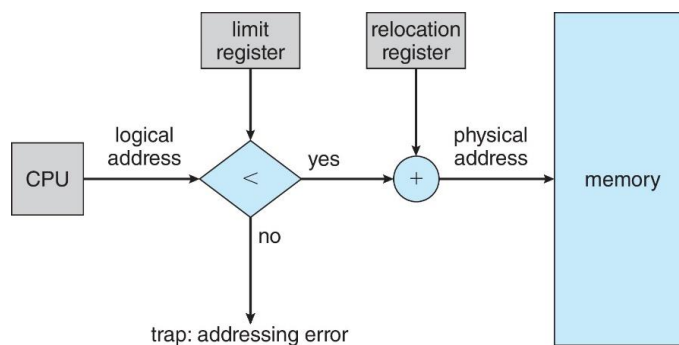 limit
register
relocation
register
logical
address
physical
address
CPU
<
yes
+
memory
no
trap: addressing error